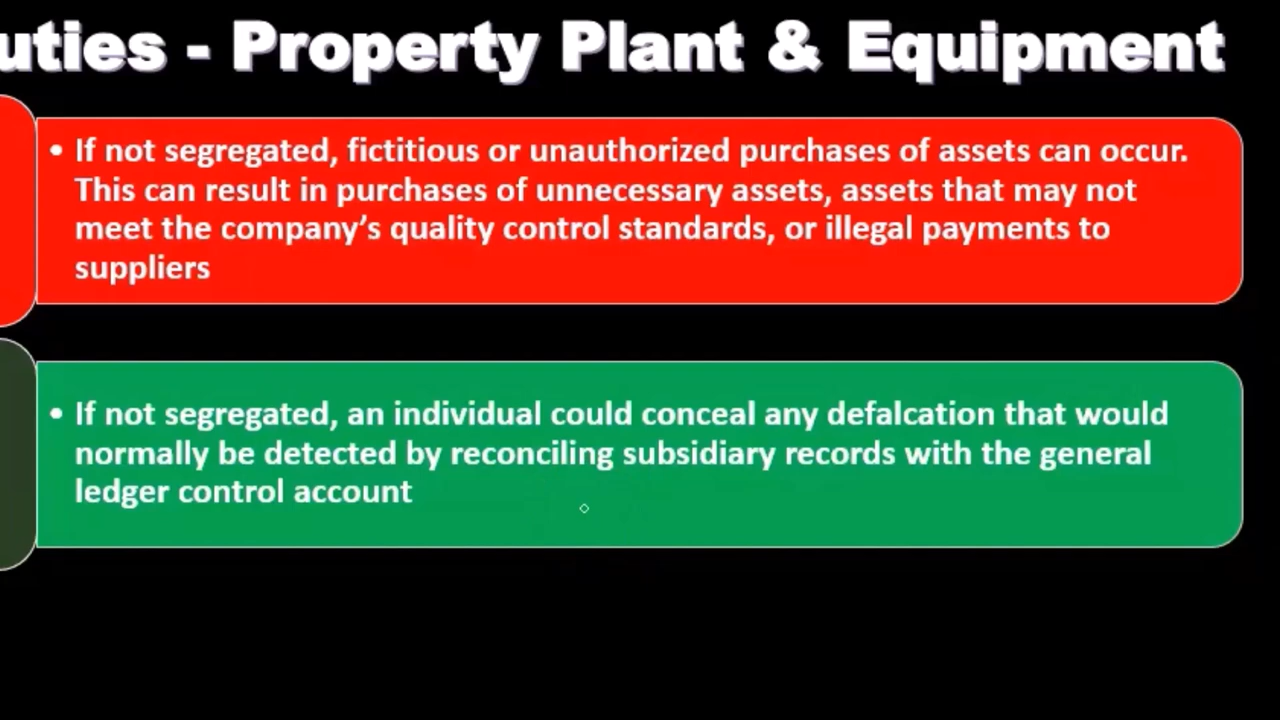 uties - Property Plant & Equipment
• If not segregated, fictitious or unauthorized purchases of assets can occur.
This can result in purchases of unnecessary assets, assets that may not
meet the company’s quality control standards, or illegal payments to
suppliers
• If not segregated, an individual could conceal any defalcation that would
normally be detected by reconciling subsidiary records with the general
ledger control account